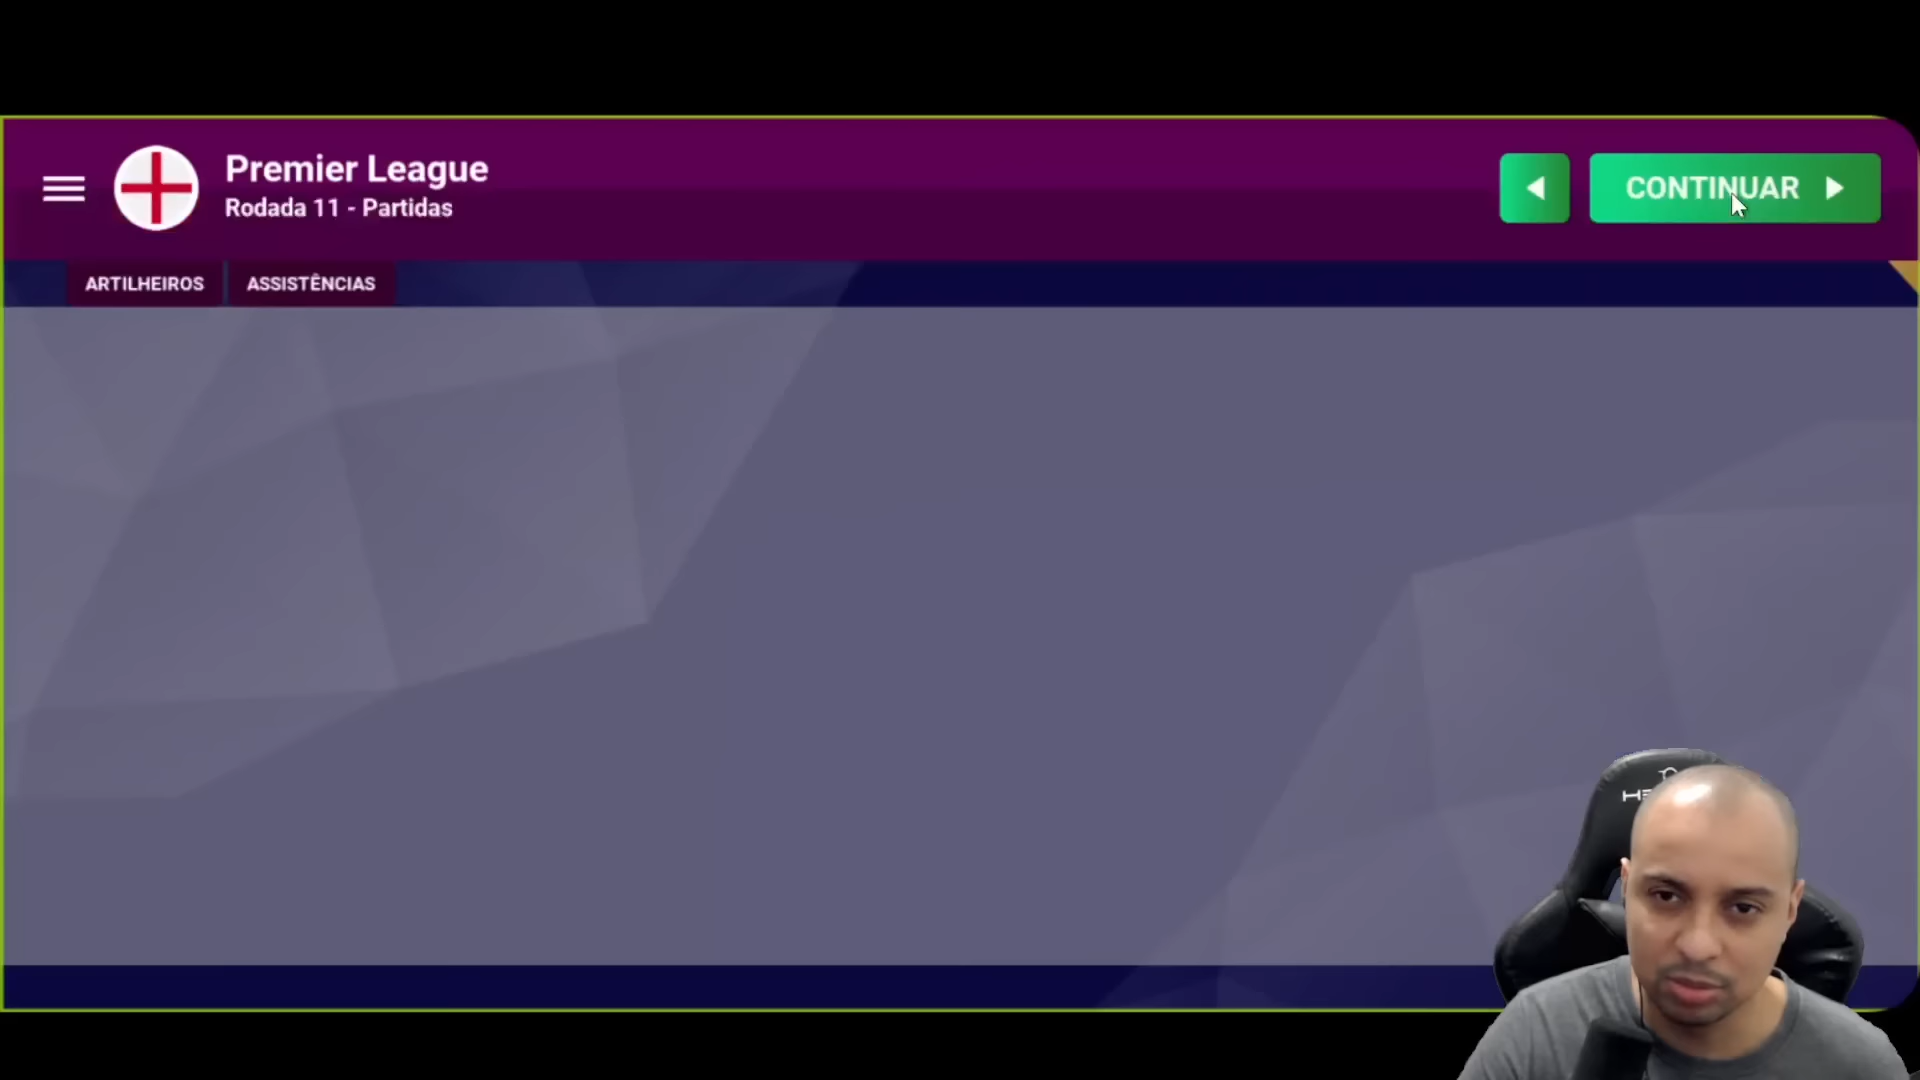 Premier League
Rodada 11 - Partidas
CONTINUAR
ARTILHEIROS
ASSISTÊNCIAS